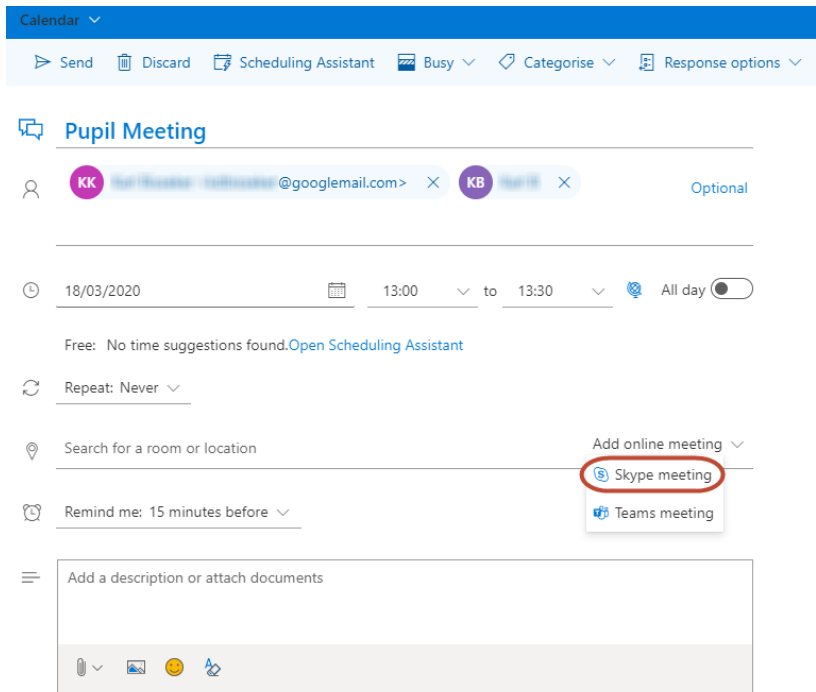 Calendar
Send Discard Scheduling Assistant Busy Categorise Response options
Pupil Meeting
KK @googlemail.com> KB
Optional
18/03/2020 13:00 to 13:30 All day
Free: No time suggestions found.Open Scheduling Assistant
Repeat: Never
Search for a room or location Add online meeting
Skype meeting
Remind me: 15 minutes before Teams meeting
Add a description or attach documents